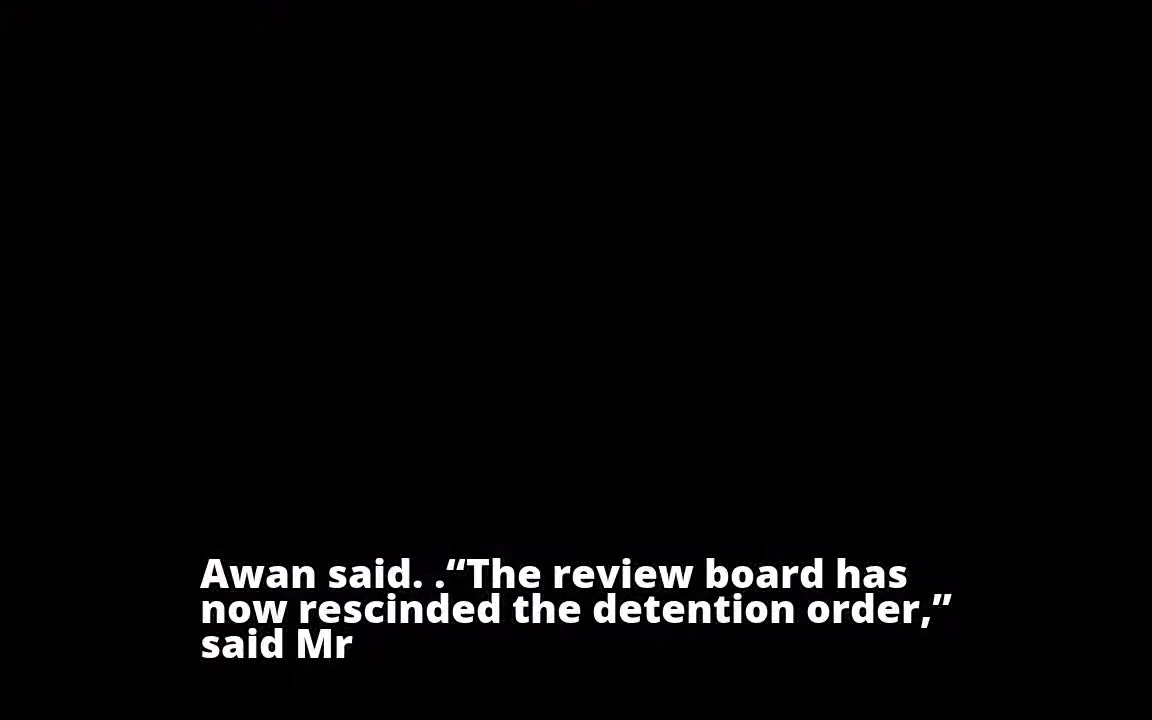 Awan said. .“The review board has
now rescinded the detention order,”
said Mr